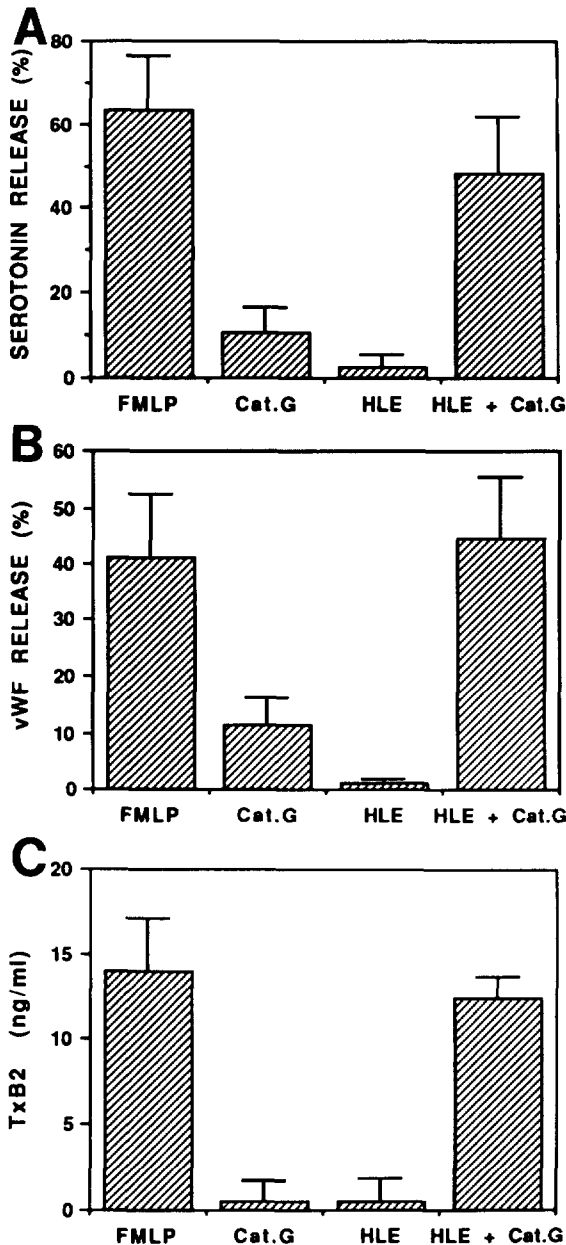 A
SEROTONIN RELEASE (%)
80
60
40
20
0
FMLP Cat.G HLE HLE + Cat.G
B
vWF RELEASE (%)
60
50
40
30
20
10
0
FMLP Cat.G HLE HLE + Cat.G
C
TxB2 (ng/ml)
20
15
10
5
0
FMLP Cat.G HLE HLE + Cat.G